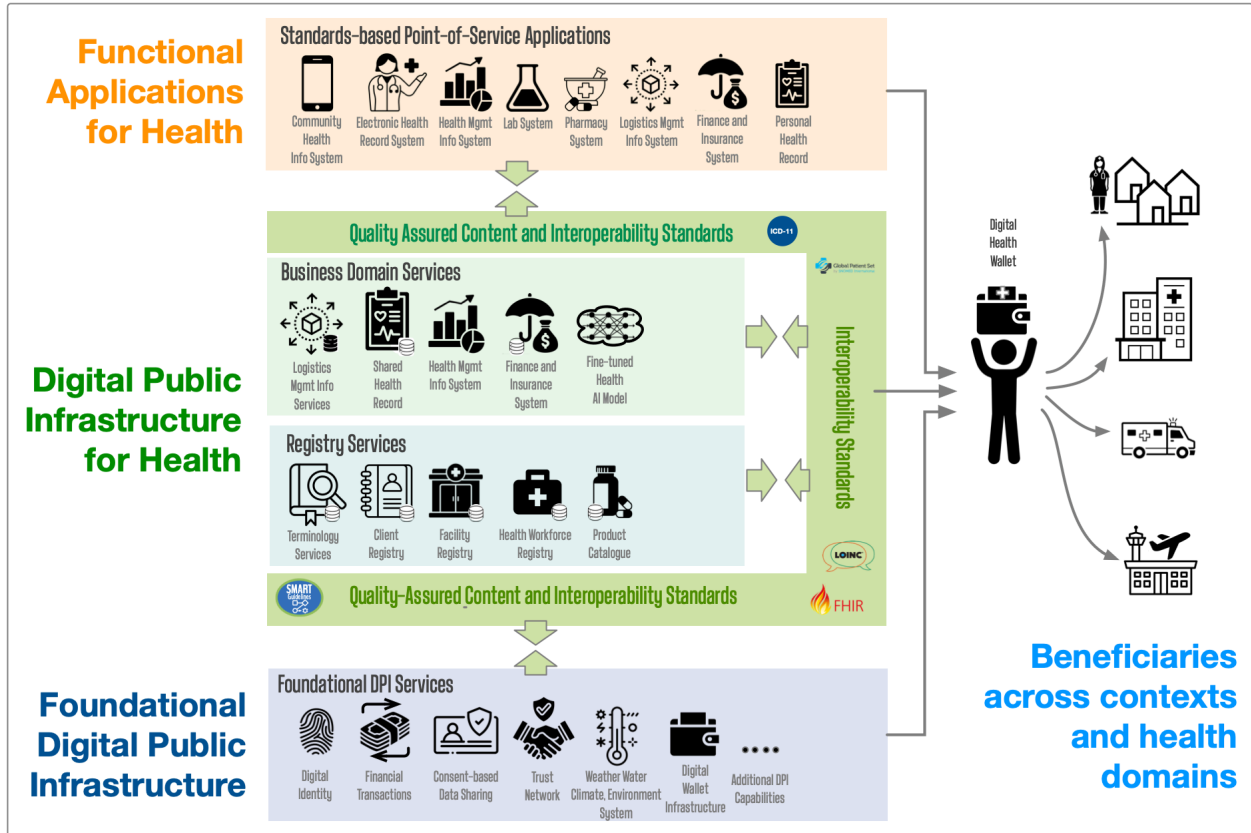 Functional
Applications
for Health
Standards-based Point-of-Service Applications
Community
Health
Info System
Electronic Health
Record System
Health Mgmt
Info System
Lab System
Pharmacy
System
Logistics Mgmt
Info System
Finance and
Insurance
System
Personal
Health
Record
Digital Public
Infrastructure
for Health
Quality Assured Content and Interoperability Standards
ICD-11
Global Patient Set
Business Domain Services
Logistics
Mgmt Info
Services
Shared
Health
Record
Health Mgmt
Info System
Finance and
Insurance
System
Fine-tuned
Health
AI Model
Interoperability Standards
Registry Services
Terminology
Services
Client
Registry
Facility
Registry
Health Workforce
Registry
Product
Catalogue
LOINC
SMART
Guidelines
Quality-Assured Content and Interoperability Standards
FHIR
Foundational
Digital Public
Infrastructure
Foundational DPI Services
Digital
Identity
Financial
Transactions
Consent-based
Data Sharing
Trust
Network
Weather Water
Climate, Environment
System
Digital
Wallet
Infrastructure
....
Additional DPI
Capabilities
Digital
Health
Wallet
Beneficiaries
across contexts
and health
domains